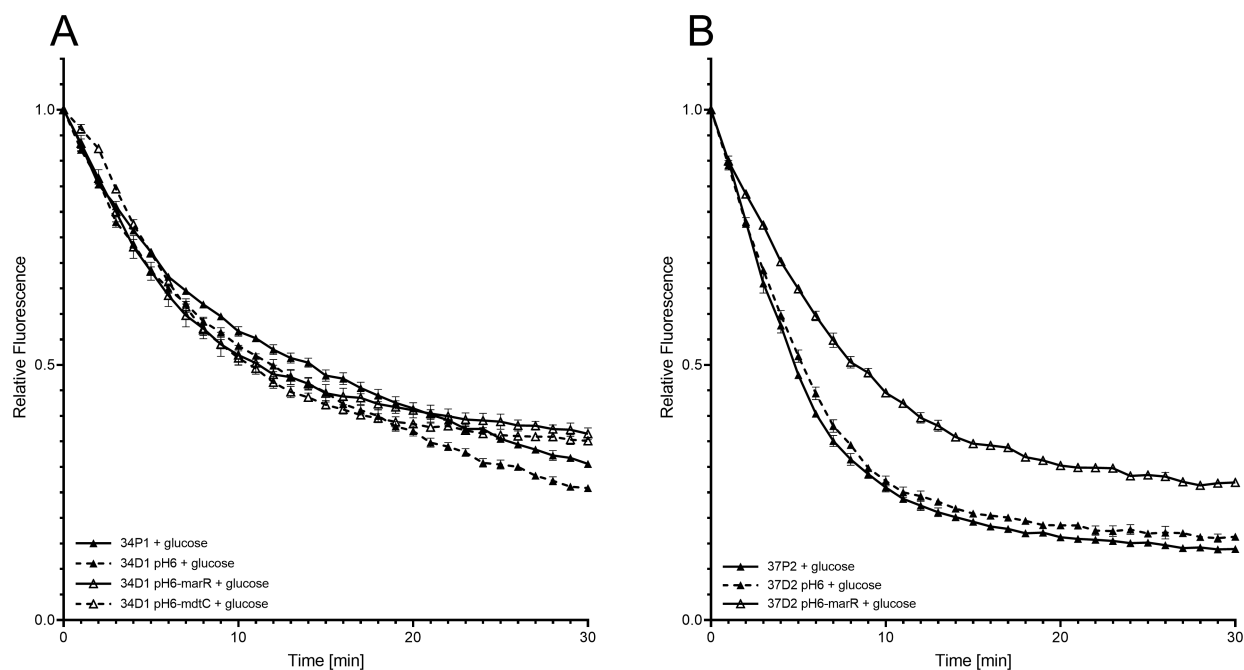 A
1.0
0.5
0.0
Relative Fluorescence
34P1 + glucose
34D1 pH6 + glucose
34D1 pH6-marR + glucose
34D1 pH6-mdtC + glucose
0
10
20
30
Time [min]
B
1.0
0.5
0.0
Relative Fluorescence
37P2 + glucose
37D2 pH6 + glucose
37D2 pH6-marR + glucose
0
10
20
30
Time [min]